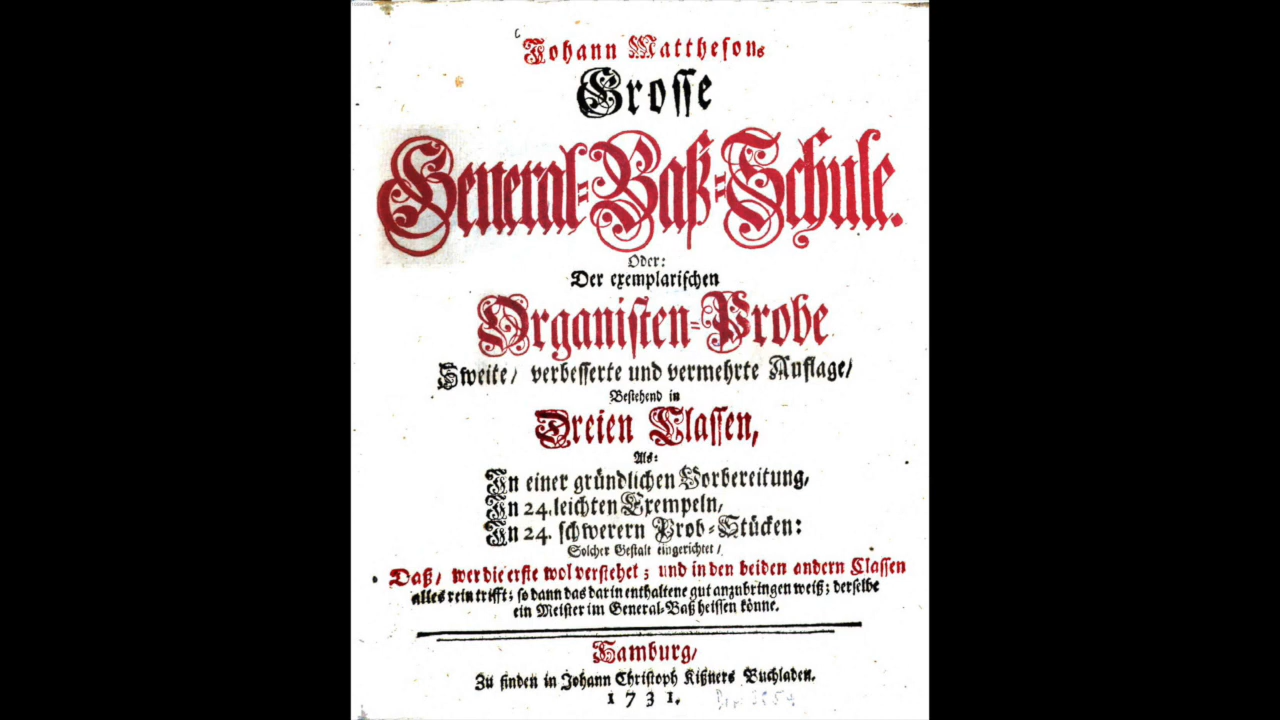 Johann Matthesons
Grosse
General-Baß-Schule.
Oder:
Der exemplarischen
Organisten-Probe
Zweite/ verbesserte und vermehrte Auflage/
Bestehend in
Dreien Classen,
Als:
In einer gründlichen Vorbereitung,
In 24. leichten Exempeln,
In 24. schwerern Prob-Stücken:
Solcher Gestalt eingerichtet/
Daß/ wer die erste wol verstehet; und in den beiden andern Classen
alles rein trifft; so dann das darin enthaltene gut anzubringen weiß; derselbe
ein Meister im General-Baß heissen könne.
Hamburg/
Zu finden in Johann Christoph Kißners Buchladen.
1731.